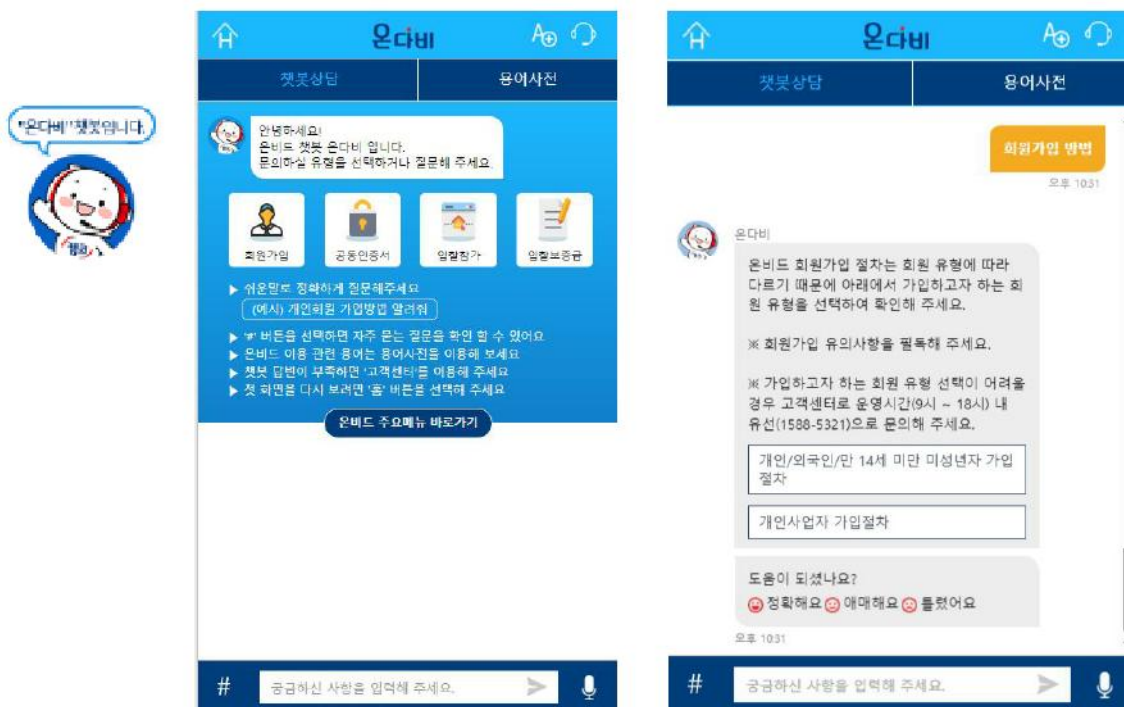 "온다비" 챗봇입니다.
온다비
챗봇상담
용어사전
안녕하세요!
온비드 챗봇 온다비 입니다.
문의하실 유형을 선택하거나 질문해 주세요.
회원가입
공동인증서
입찰참가
입찰보증금
▶ 쉬운말로 정확하게 질문해주세요
(예시) 개인회원 가입방법 알려줘
▶ ☞ 버튼을 선택하면 자주 묻는 질문을 확인 할 수 있어요
▶ 온비드 이용 관련 용어는 용어사전을 이용해 보세요
▶ 챗봇 답변이 부족하면 '고객센터'를 이용해 주세요
▶ 첫 화면을 다시 보려면 '홈' 버튼을 선택해 주세요
온비드 주요메뉴 바로가기
# 궁금하신 사항을 입력해 주세요.
온다비
챗봇상담
용어사전
회원가입 방법
오후 10:31
온다비
온비드 회원가입 절차는 회원 유형에 따라
다르기 때문에 아래에서 가입하고자 하는 회
원 유형을 선택하여 확인해 주세요.
※ 회원가입 유의사항을 필독해 주세요.
※ 가입하고자 하는 회원 유형 선택이 어려울
경우 고객센터로 운영시간(9시 ~ 18시) 내
유선(1588-5321)으로 문의해 주세요.
개인/외국인/만 14세 미만 미성년자 가입
절차
개인사업자 가입절차
도움이 되셨나요?
정확해요 애매해요 틀렸어요
오후 10:31
# 궁금하신 사항을 입력해 주세요.